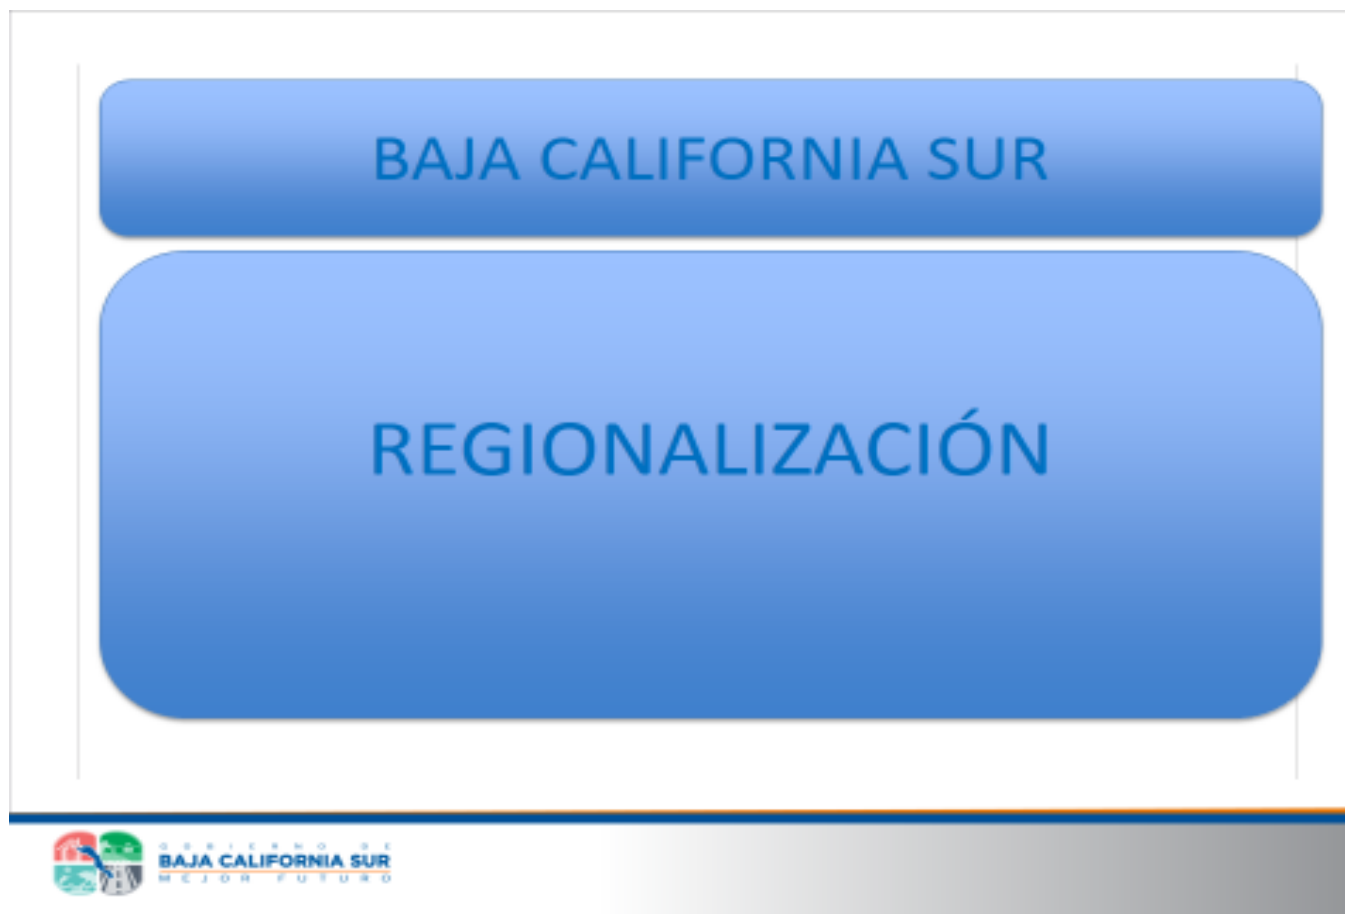 BAJA CALIFORNIA SUR
REGIONALIZACIÓN
GOBIERNO DE
BAJA CALIFORNIA SUR
MEJOR FUTURO